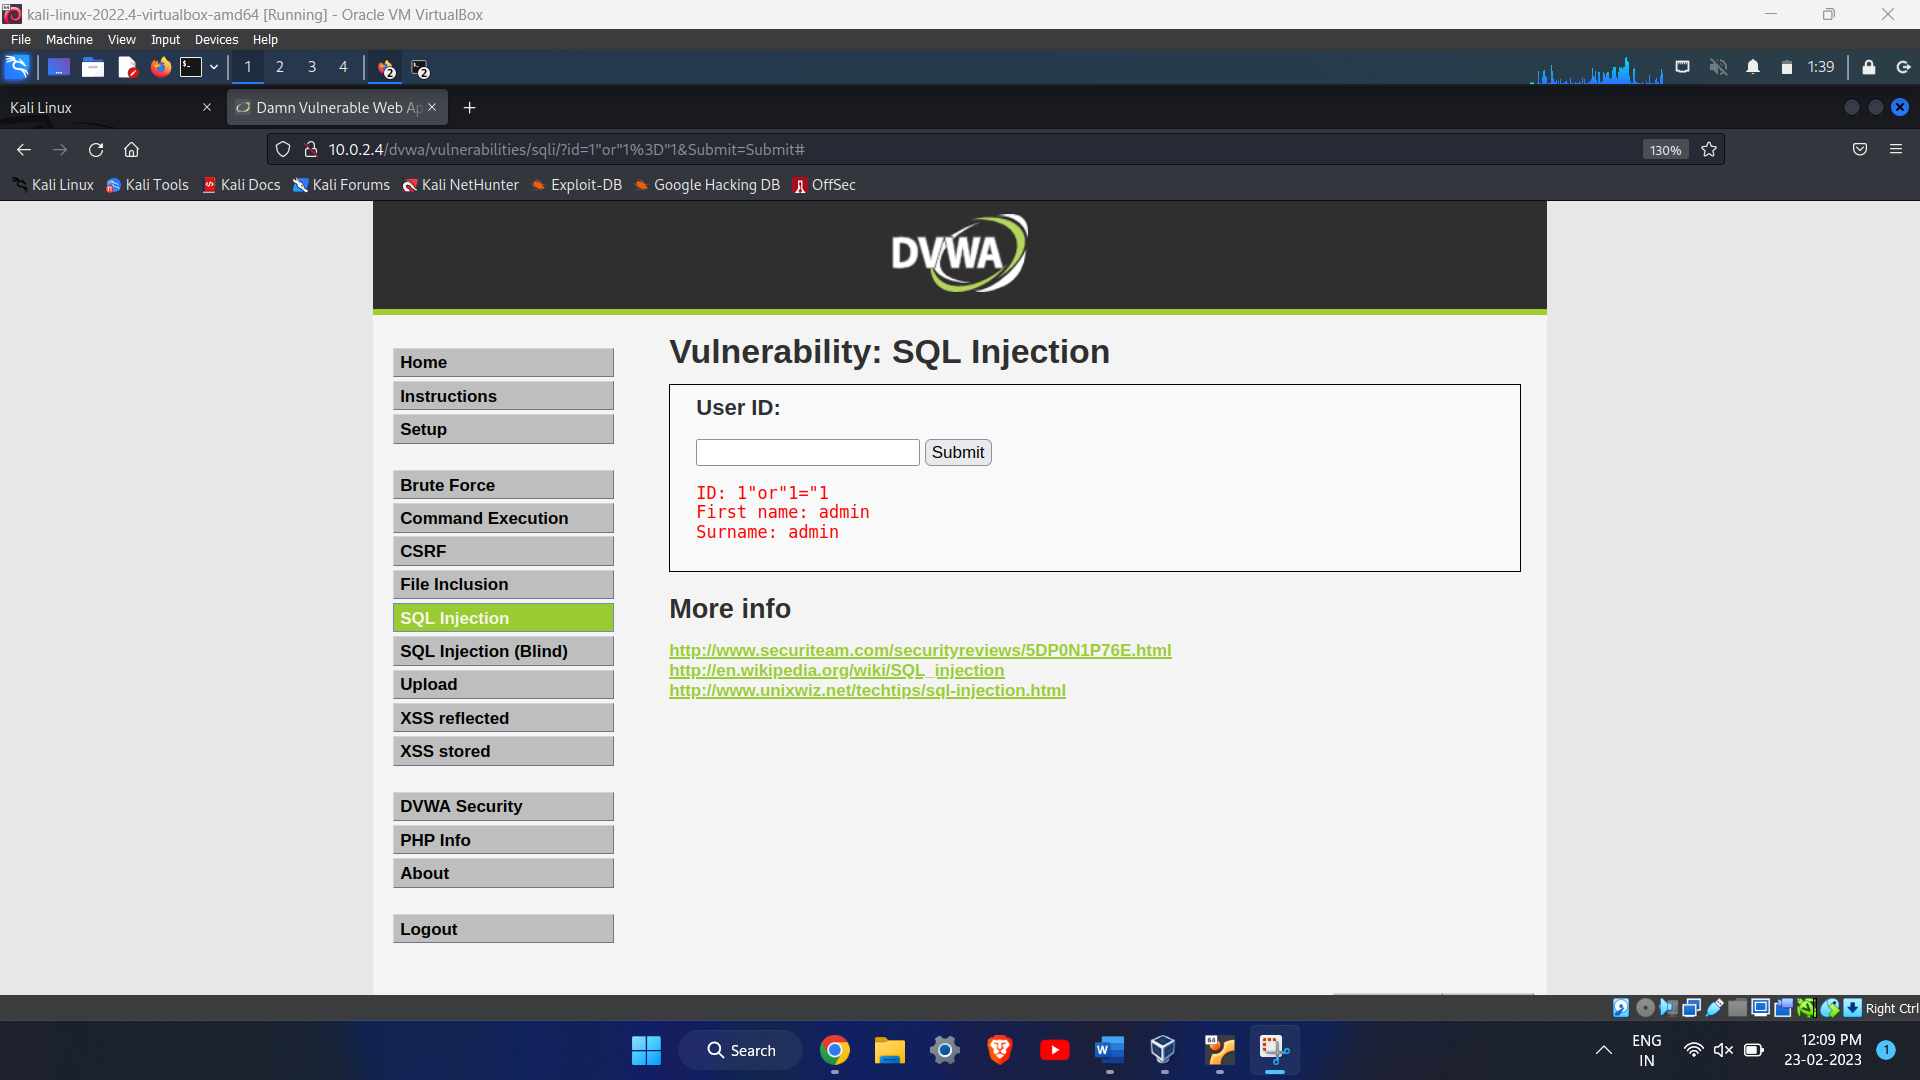 kali-linux-2022.4-virtualbox-amd64 [Running] - Oracle VM VirtualBox
File Machine View Input Devices Help
1 2 3 4 2 2 1:39
Kali Linux Damn Vulnerable Web Ap
10.0.2.4/dvwa/vulnerabilities/sqli/?id=1"or"1%3D"1&Submit=Submit# 130%
Kali Linux Kali Tools Kali Docs Kali Forums Kali NetHunter Exploit-DB Google Hacking DB OffSec
DVWA
Home
Instructions
Setup
Brute Force
Command Execution
CSRF
File Inclusion
SQL Injection
SQL Injection (Blind)
Upload
XSS reflected
XSS stored
DVWA Security
PHP Info
About
Logout
Vulnerability: SQL Injection
User ID:
Submit
ID: 1"or"1="1
First name: admin
Surname: admin
More info
http://www.securiteam.com/securityreviews/5DP0N1P76E.html
http://en.wikipedia.org/wiki/SQL_injection
http://www.unixwiz.net/techtips/sql-injection.html
Right Ctrl
Search
ENG
IN
12:09 PM
23-02-2023
1